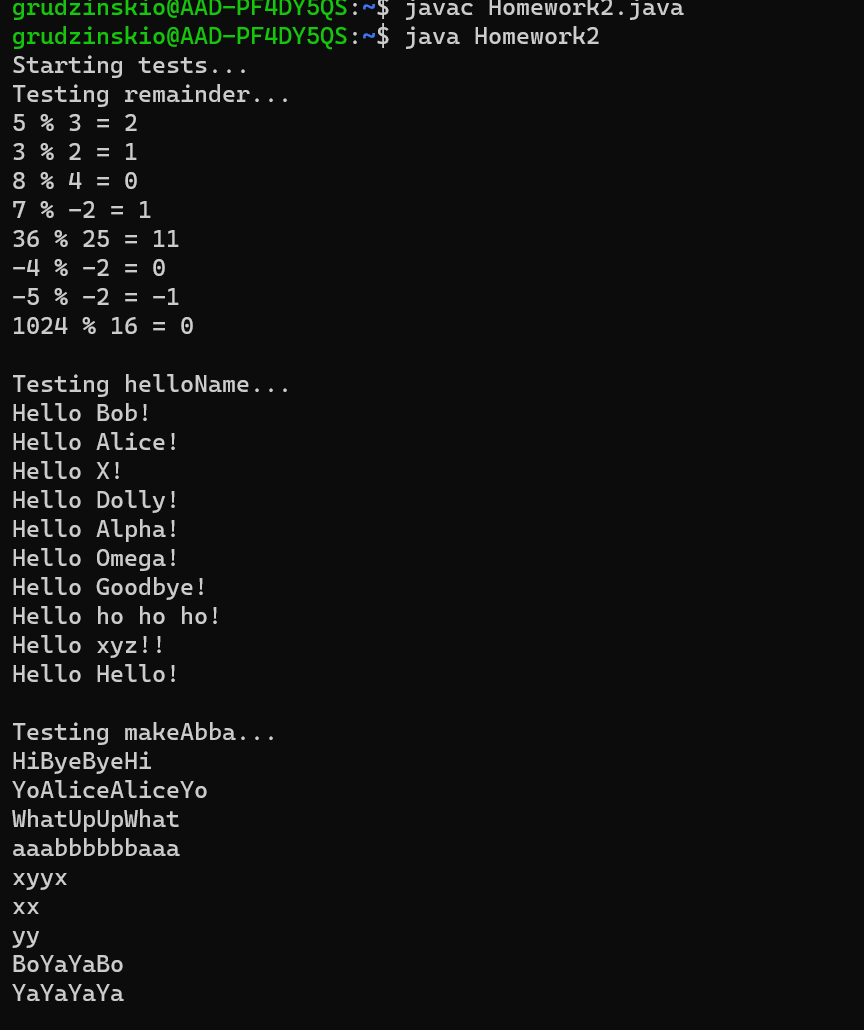 grudzinskio@AAD-PF4DY5QS:~$ javac Homework2.java
grudzinskio@AAD-PF4DY5QS:~$ java Homework2
Starting tests...
Testing remainder...
5 % 3 = 2
3 % 2 = 1
8 % 4 = 0
7 % -2 = 1
36 % 25 = 11
-4 % -2 = 0
-5 % -2 = -1
1024 % 16 = 0

Testing helloName...
Hello Bob!
Hello Alice!
Hello X!
Hello Dolly!
Hello Alpha!
Hello Omega!
Hello Goodbye!
Hello ho ho ho!
Hello xyz!!
Hello Hello!

Testing makeAbba...
HiByeByeHi
YoAliceAliceYo
WhatUpUpWhat
aaabbbbbbaaa
xyyx
xx
yy
BoYaYaBo
YaYaYaYa